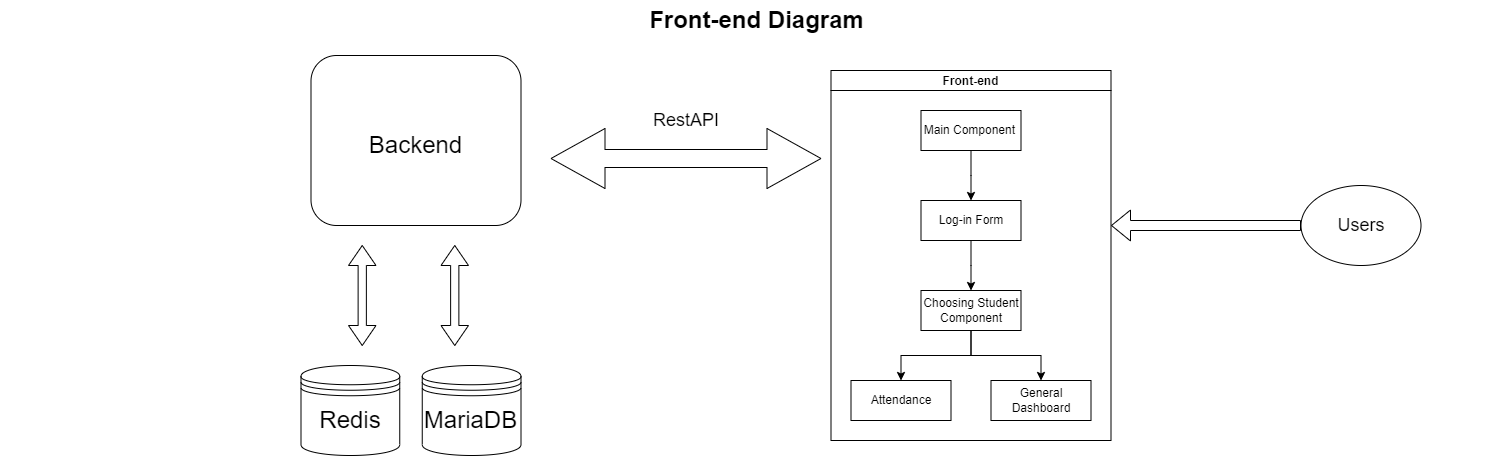 Front-end Diagram
Backend
RestAPI
Front-end
Main Component
Log-in Form
Choosing Student
Component
Attendance
General
Dashboard
Users
Redis
MariaDB